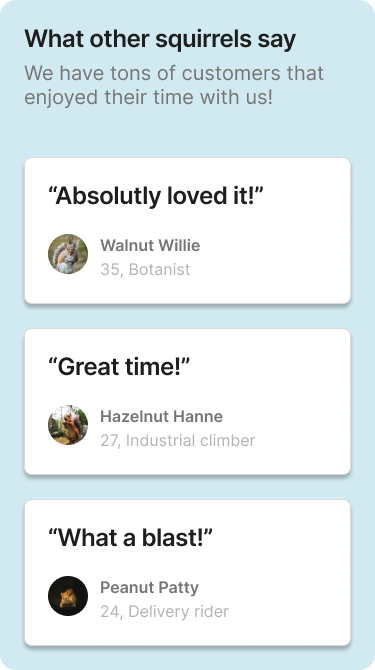 What other squirrels say
We have tons of customers that
enjoyed their time with us!
“Absolutly loved it!”
Walnut Willie
35, Botanist
“Great time!”
Hazelnut Hanne
27, Industrial climber
“What a blast!”
Peanut Patty
24, Delivery rider